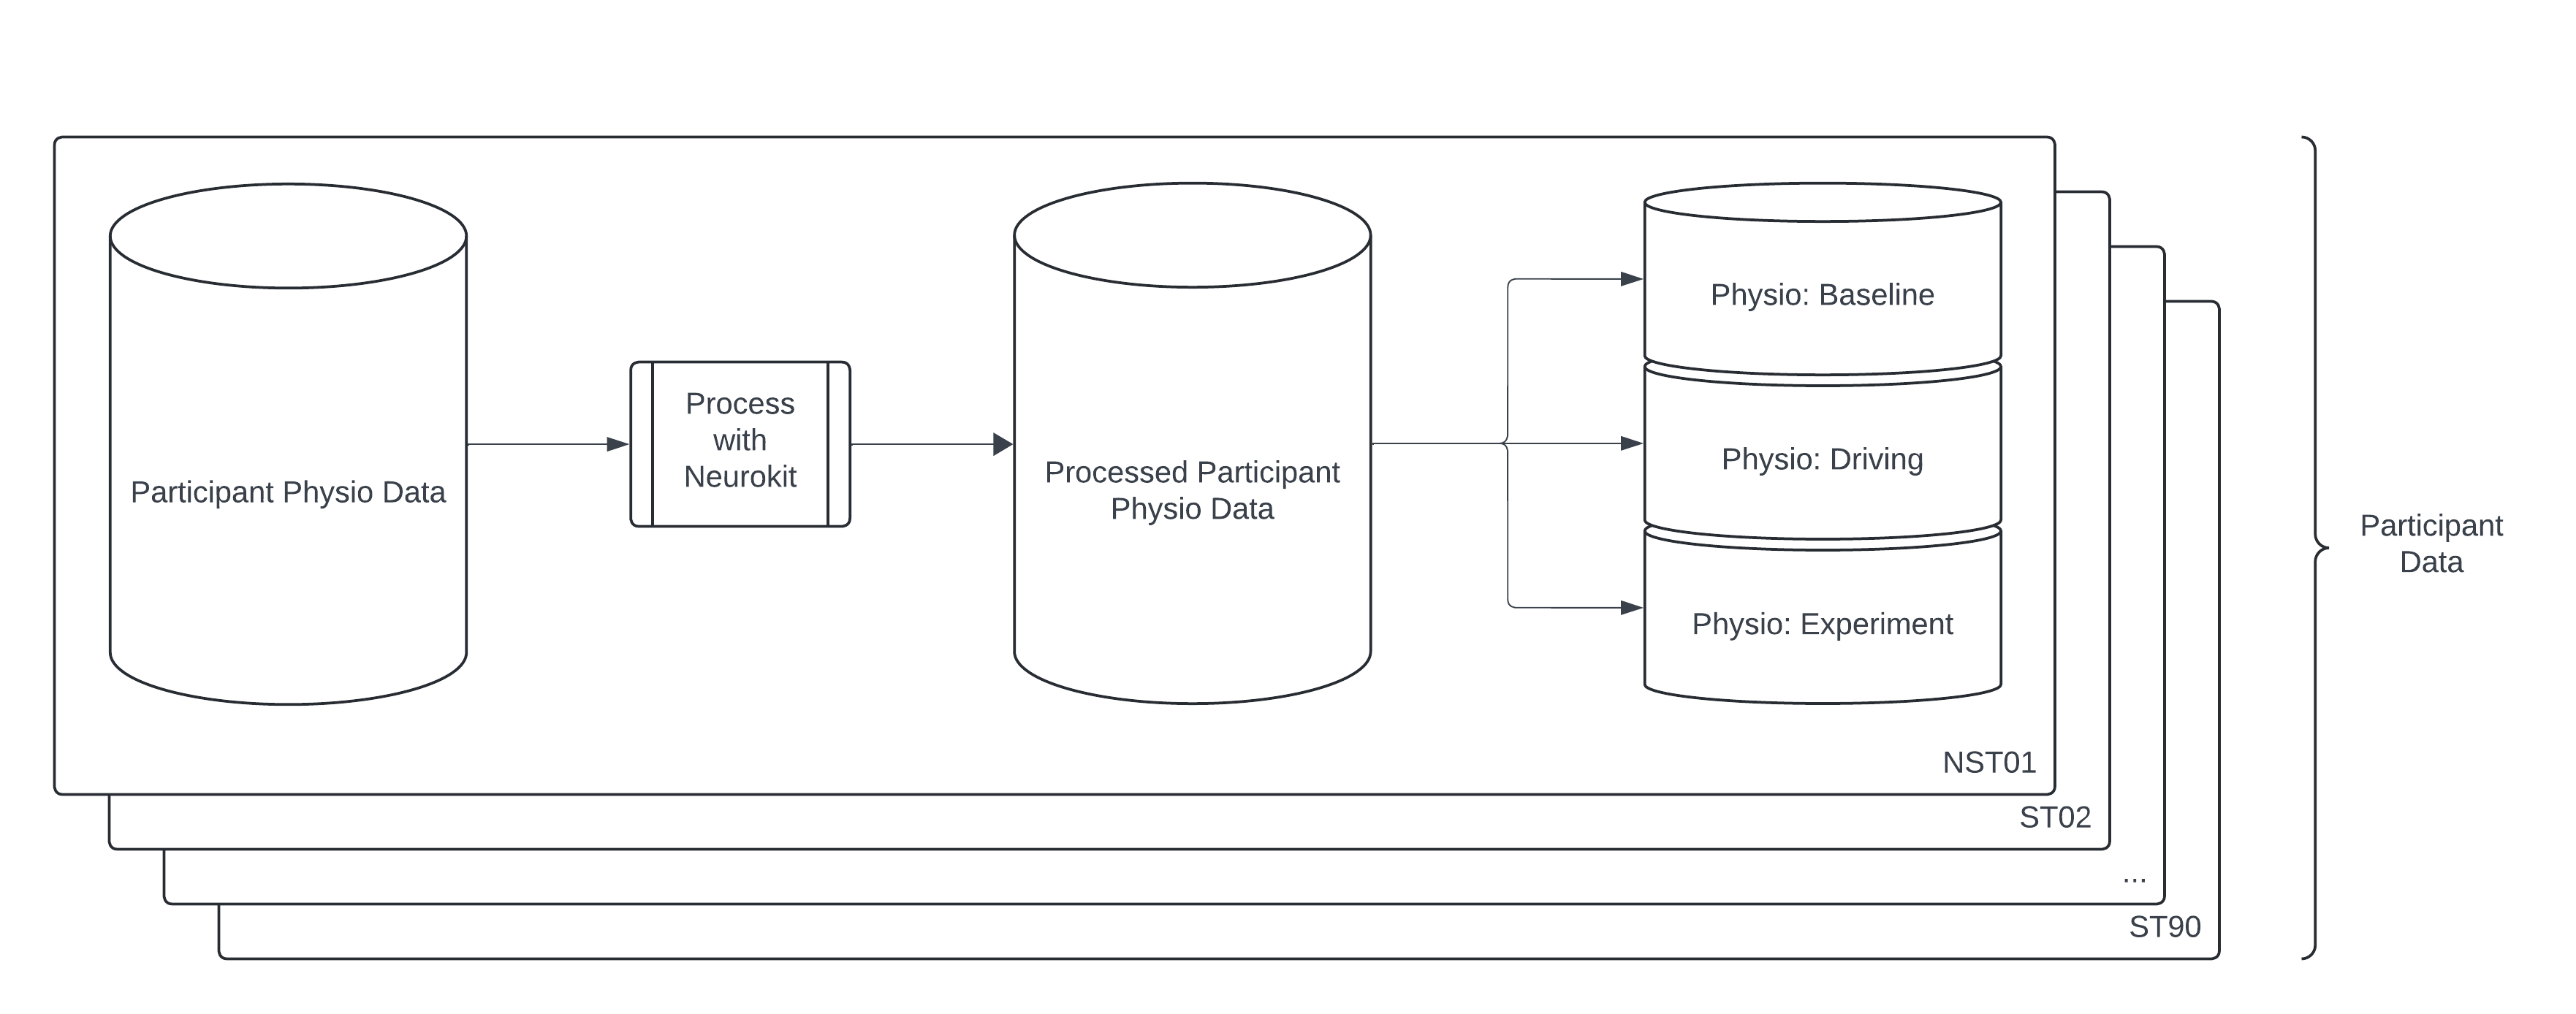 Participant Physio Data
Process
with
Neurokit
Processed Participant
Physio Data
Physio: Baseline
Physio: Driving
Physio: Experiment
NST01
ST02
...
ST90
Participant
Data